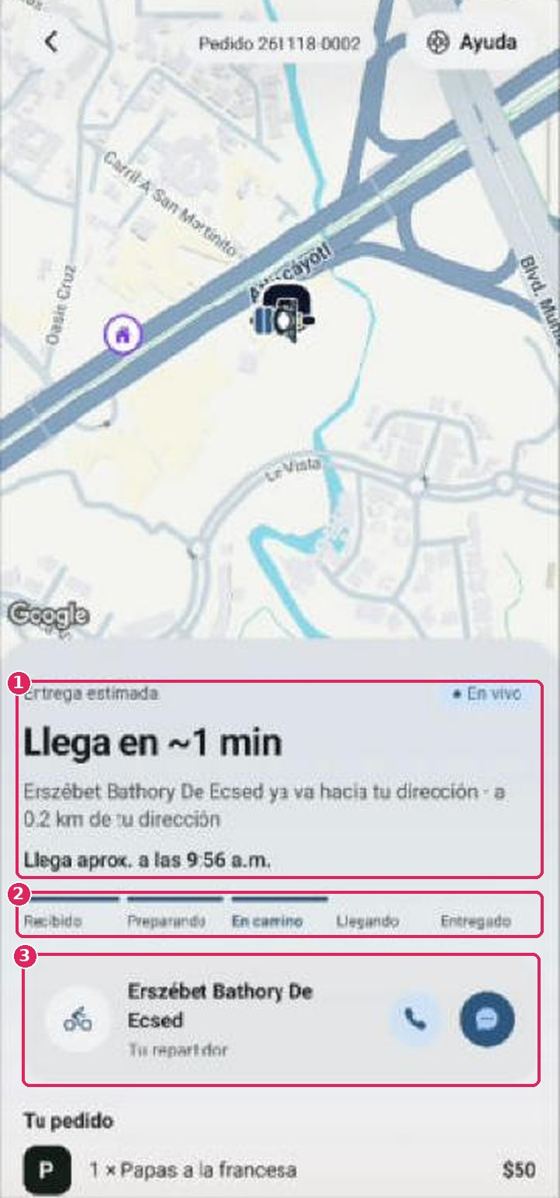 Pedido 261118-0002
Ayuda
Carril A San Martinito
Oasis Cruz
La Vista
Google
1
Entrega estimada
• En vivo
Llega en ~1 min
Erszébet Bathory De Ecsed ya va hacia tu dirección · a
0.2 km de tu dirección
Llega aprox. a las 9:56 a.m.
2
Recibido
Preparando
En camino
Llegando
Entregado
3
Erszébet Bathory De
Ecsed
Tu repartidor
Tu pedido
P
1 × Papas a la francesa
$50